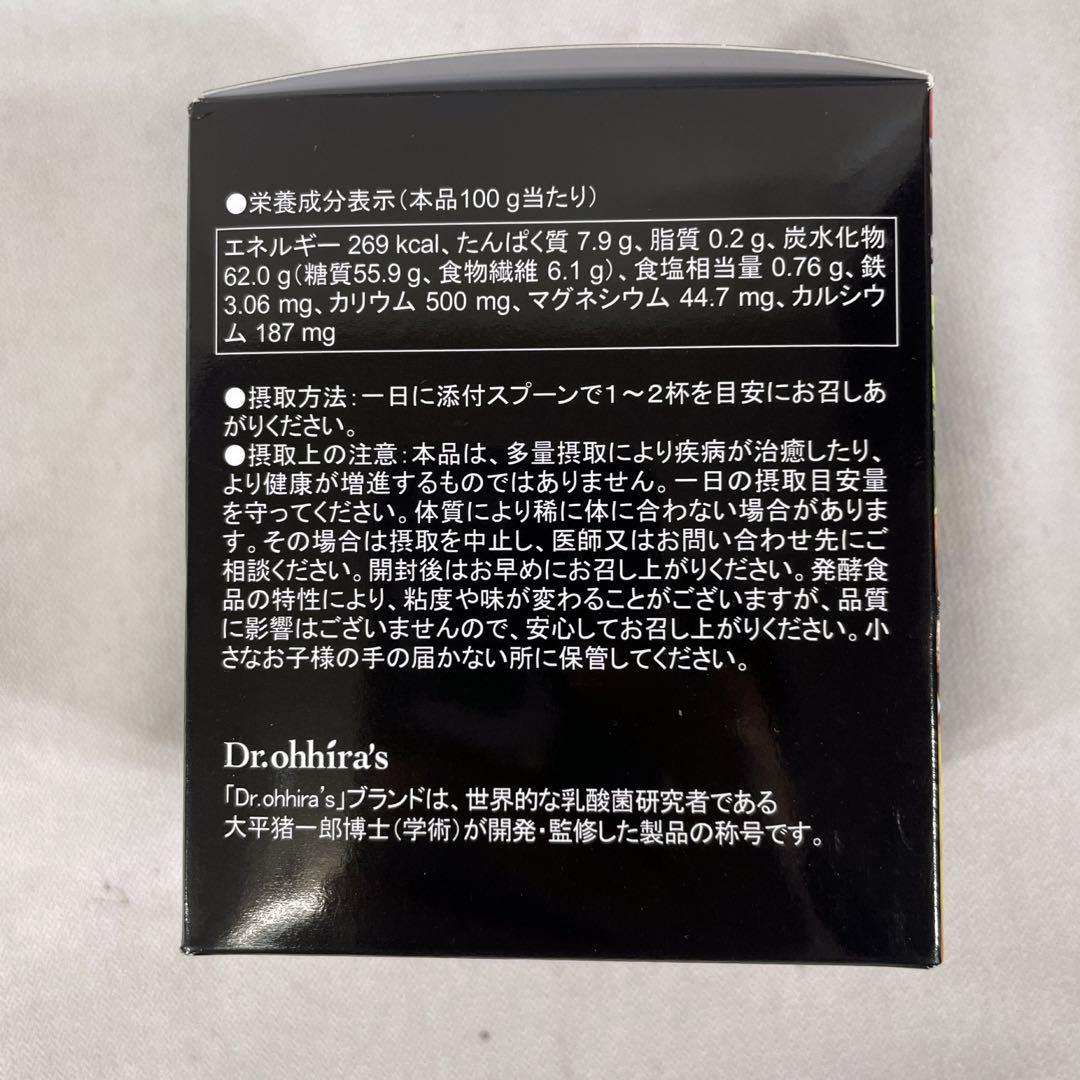 ●栄養成分表示（本品100 g当たり）
エネルギー 269 kcal、たんぱく質 7.9 g、脂質 0.2 g、炭水化物
62.0 g（糖質55.9 g、食物繊維 6.1 g）、食塩相当量 0.76 g、鉄
3.06 mg、カリウム 500 mg、マグネシウム 44.7 mg、カルシウ
ム 187 mg
●摂取方法：一日に添付スプーンで１～２杯を目安にお召しあ
がりください。
●摂取上の注意：本品は、多量摂取により疾病が治癒したり、
より健康が増進するものではありません。一日の摂取目安量
を守ってください。体質により稀に体に合わない場合がありま
す。その場合は摂取を中止し、医師又はお問い合わせ先にご
相談ください。開封後はお早めにお召し上がりください。発酵食
品の特性により、粘度や味が変わることがございますが、品質
に影響はございませんので、安心してお召し上がりください。小
さなお子様の手の届かない所に保管してください。
Dr.ohhira's
「Dr.ohhira's」ブランドは、世界的な乳酸菌研究者である
大平猪一郎博士（学術）が開発・監修した製品の称号です。